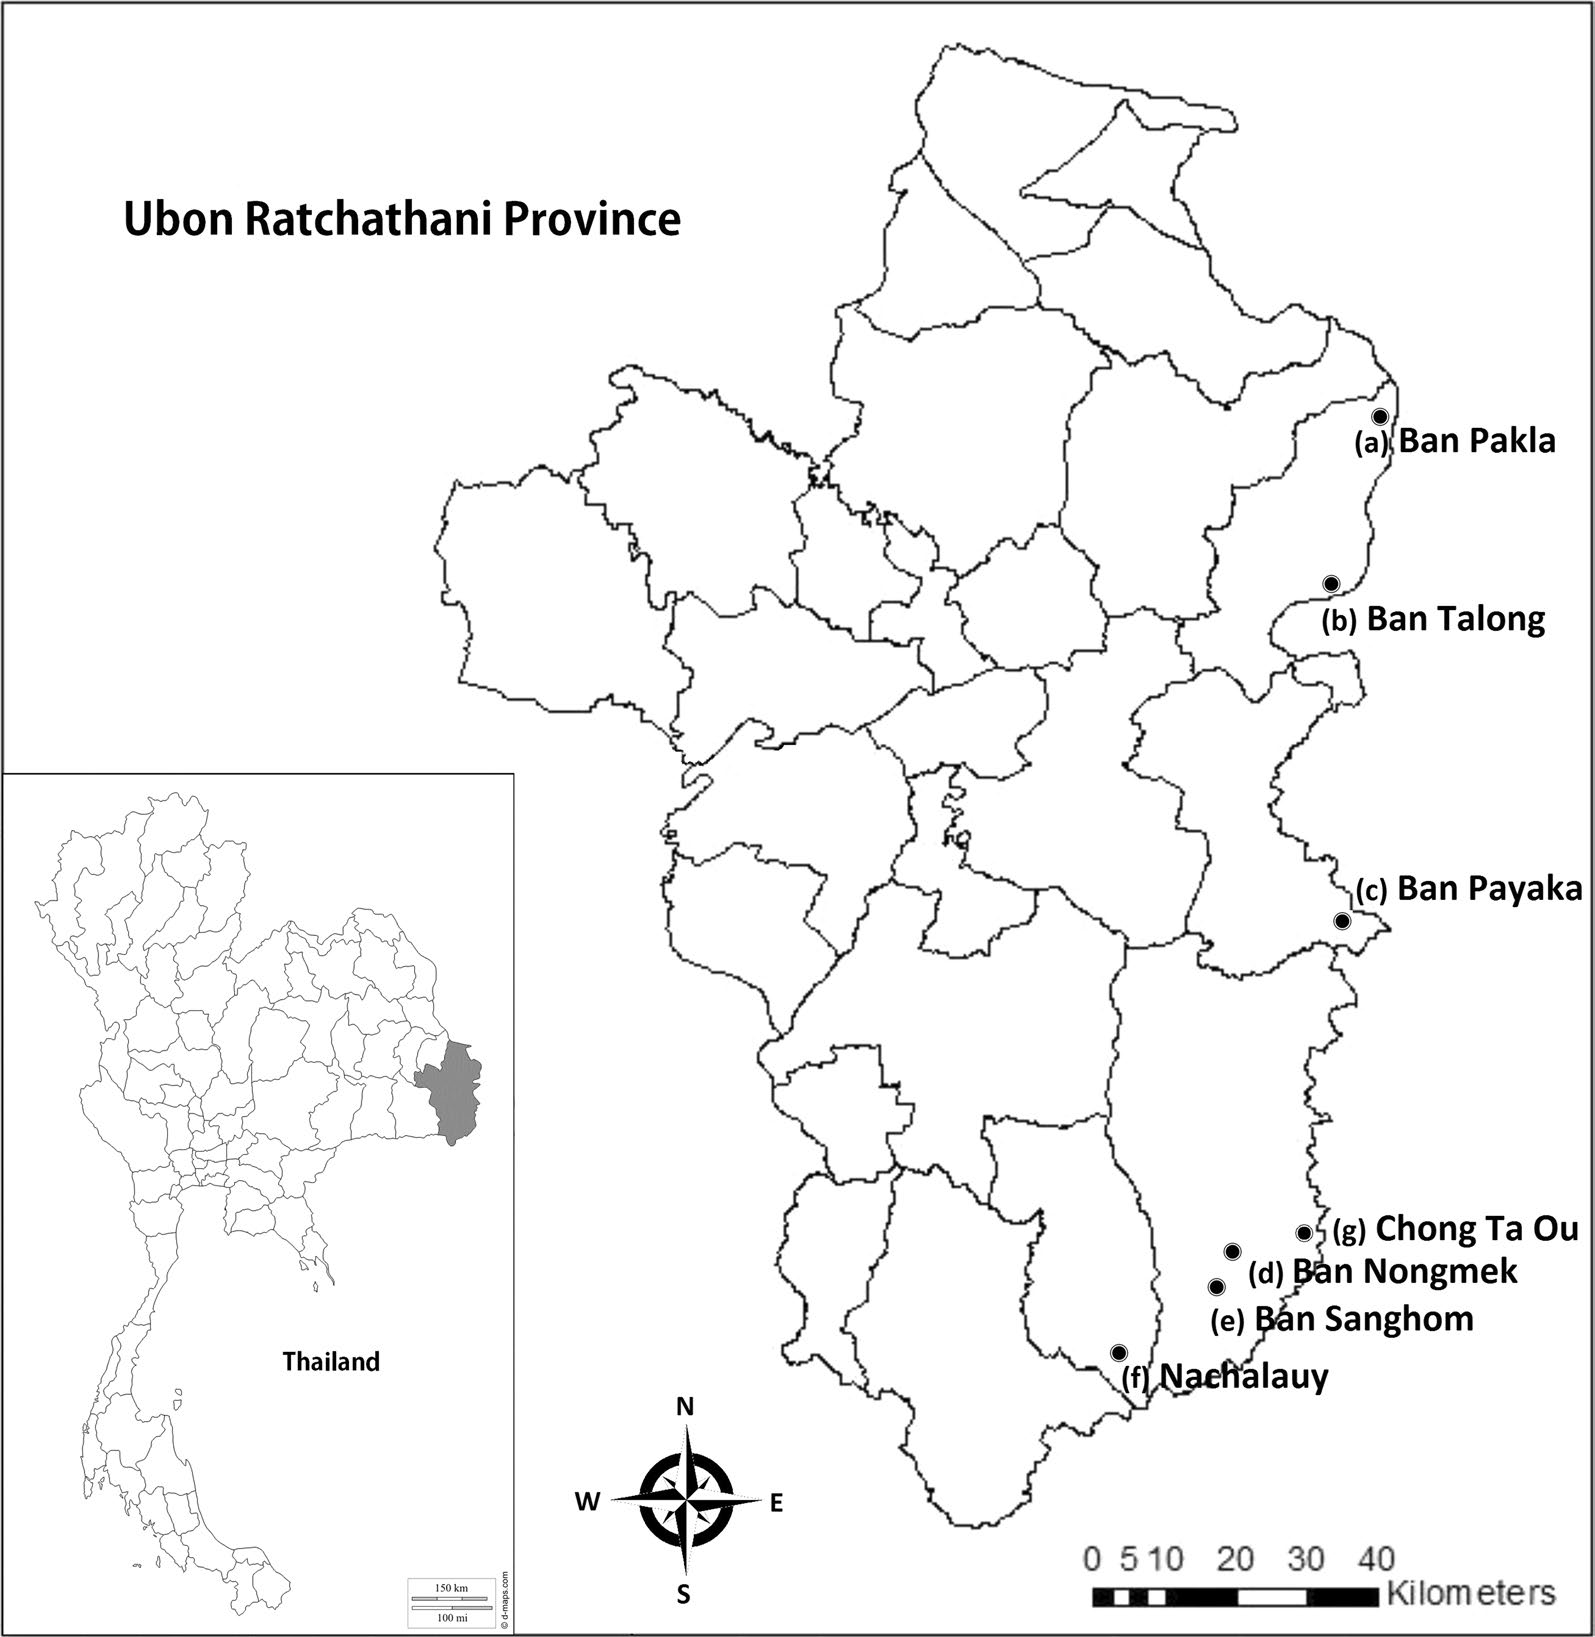 Ubon Ratchathani Province
(a) Ban Pakla
(b) Ban Talong
(c) Ban Payaka
(g) Chong Ta Ou
(d) Ban Nongmek
(e) Ban Sanghom
(f) Nachalauy
Thailand
N
W E
S
0 5 10 20 30 40
Kilometers
150 km
100 mi
© d-maps.com